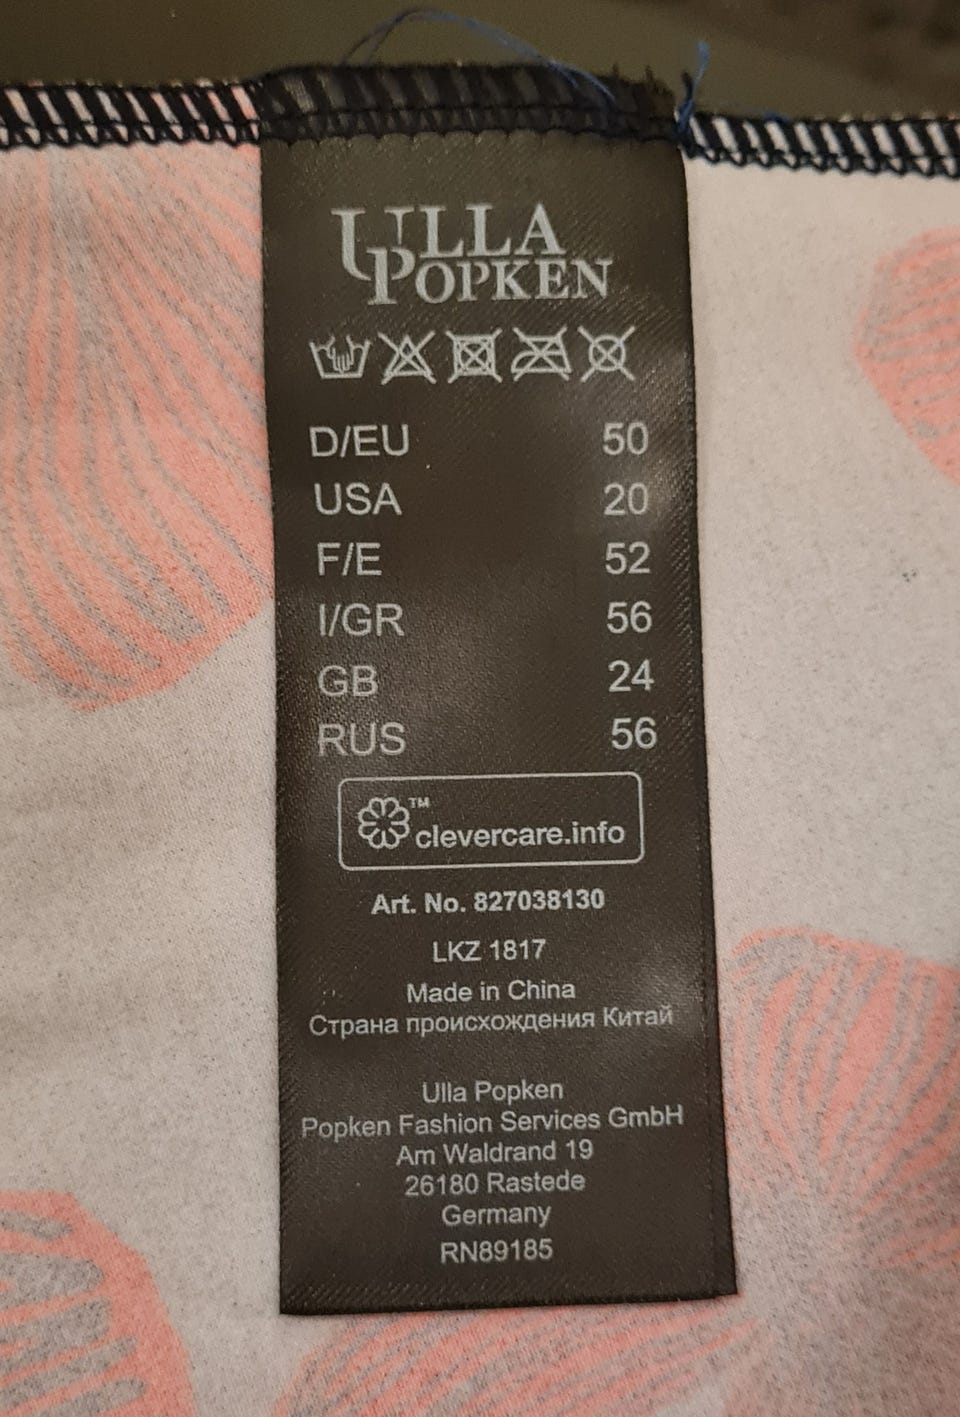 ULLA
POPKEN
D/EU 50
USA 20
F/E 52
I/GR 56
GB 24
RUS 56
™
clevercare.info
Art. No. 827038130
LKZ 1817
Made in China
Страна происхождения Китай
Ulla Popken
Popken Fashion Services GmbH
Am Waldrand 19
26180 Rastede
Germany
RN89185